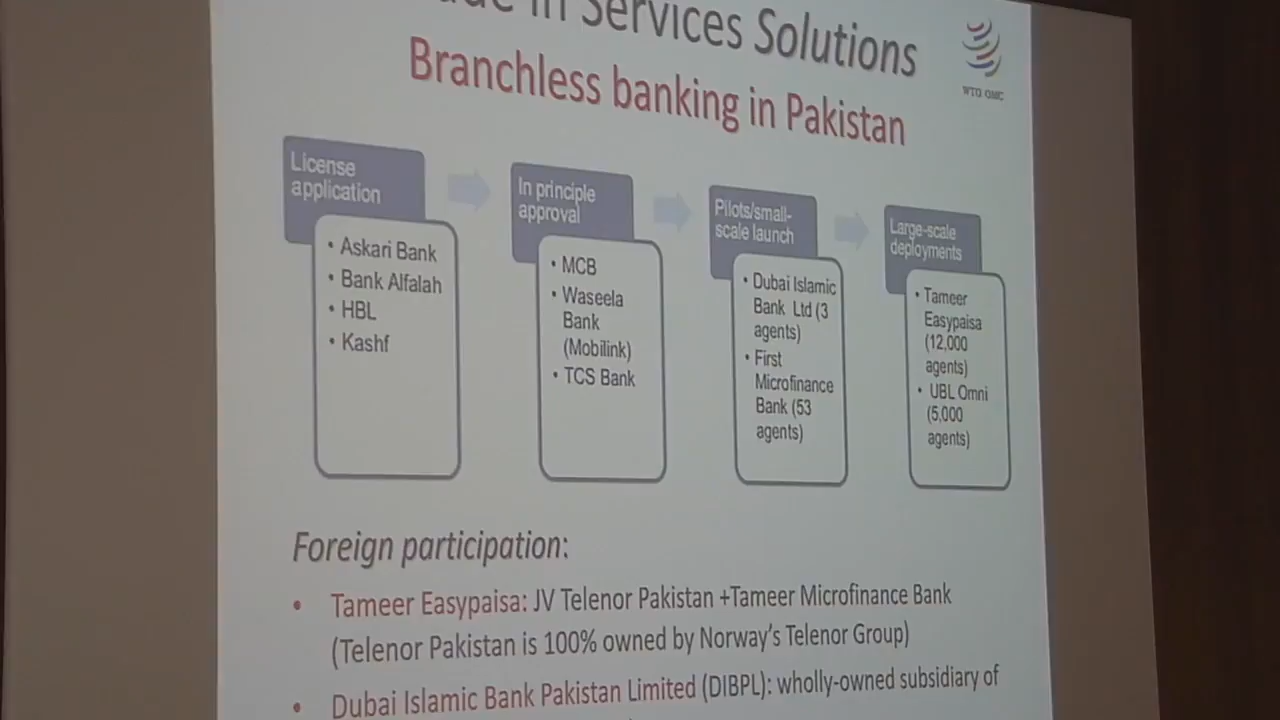 in Services Solutions
Branchless banking in Pakistan
WTO OMC
License
application
• Askari Bank
• Bank Alfalah
• HBL
• Kashf
In principle
approval
• MCB
• Waseela
Bank
(Mobilink)
• TCS Bank
Pilots/small-
scale launch
• Dubai Islamic
Bank Ltd (3
agents)
• First
Microfinance
Bank (53
agents)
Large-scale
deployments
• Tameer
Easypaisa
(12,000
agents)
• UBL Omni
(5,000
agents)
Foreign participation:
• Tameer Easypaisa: JV Telenor Pakistan +Tameer Microfinance Bank
(Telenor Pakistan is 100% owned by Norway's Telenor Group)
• Dubai Islamic Bank Pakistan Limited (DIBPL): wholly-owned subsidiary of